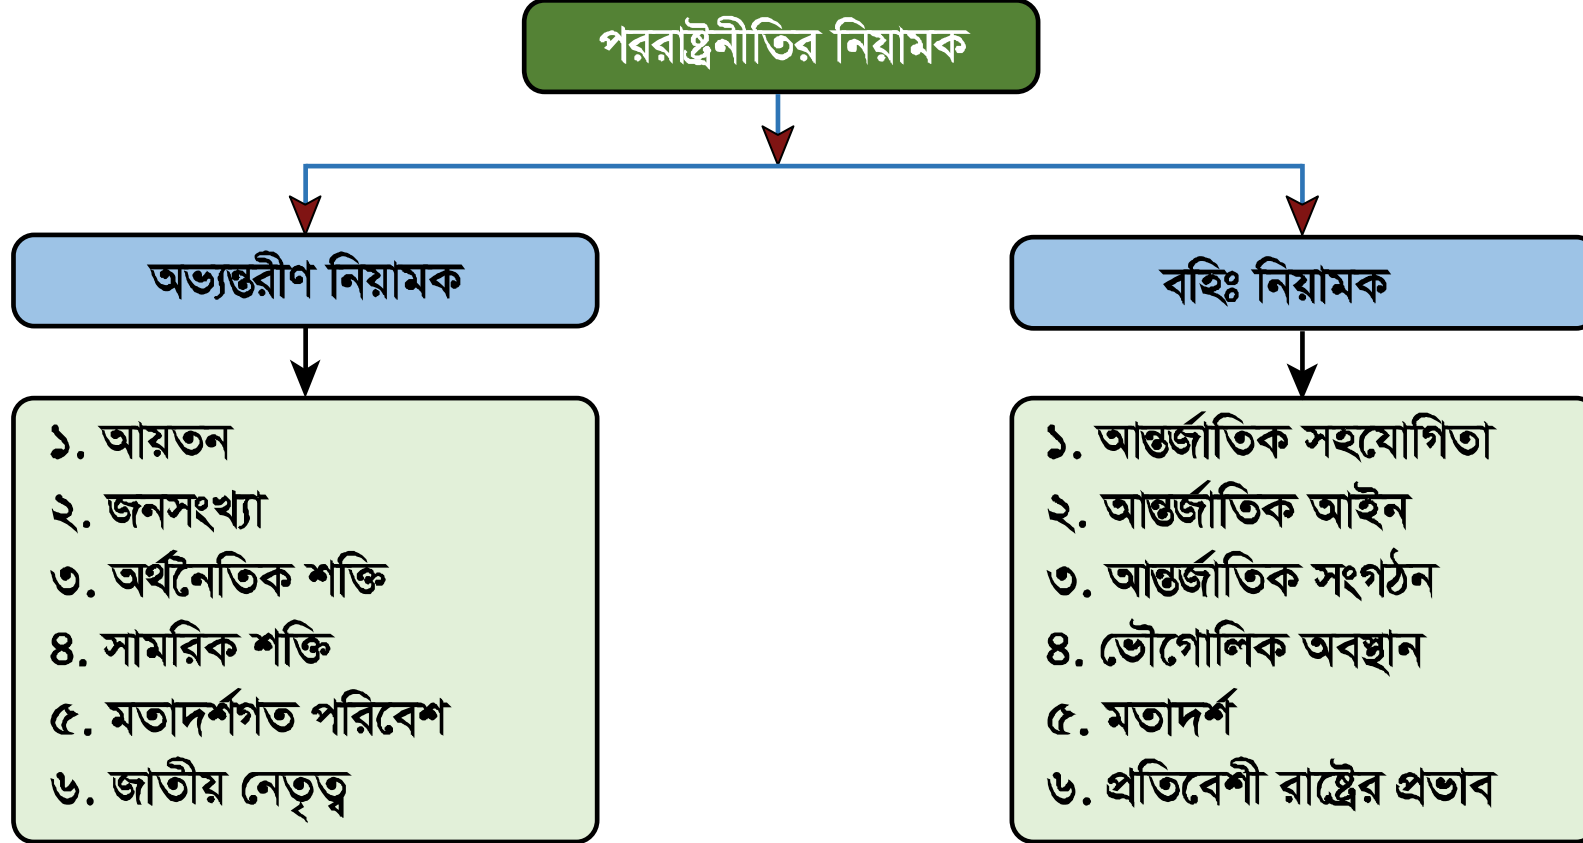 পররাষ্ট্রনীতির নিয়ামক
অভ্যন্তরীণ নিয়ামক
১. আয়তন
২. জনসংখ্যা
৩. অর্থনৈতিক শক্তি
৪. সামরিক শক্তি
৫. মতাদর্শগত পরিবেশ
৬. জাতীয় নেতৃত্ব
বহিঃ নিয়ামক
১. আন্তর্জাতিক সহযোগিতা
২. আন্তর্জাতিক আইন
৩. আন্তর্জাতিক সংগঠন
৪. ভৌগোলিক অবস্থান
৫. মতাদর্শ
৬. প্রতিবেশী রাষ্ট্রের প্রভাব